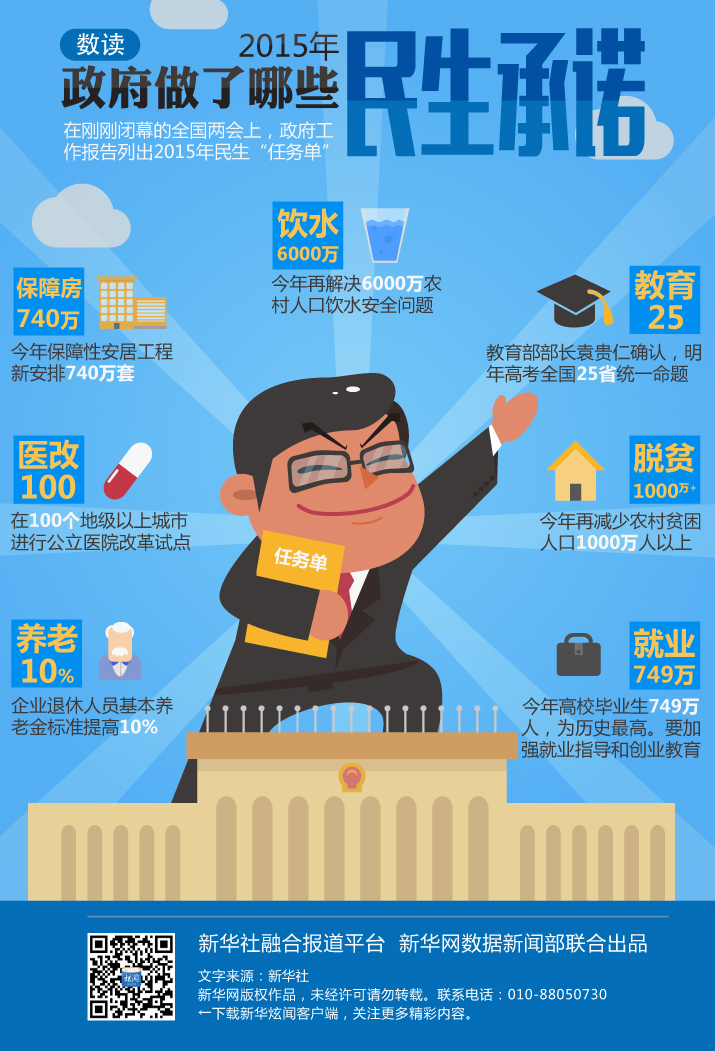 数读
2015年
政府做了哪些
民生承诺
在刚刚闭幕的全国两会上，政府工
作报告列出2015年民生“任务单”
饮水
6000万
今年再解决6000万农
村人口饮水安全问题
保障房
740万
今年保障性安居工程
新安排740万套
教育
25
教育部部长袁贵仁确认，明
年高考全国25省统一命题
医改
100
在100个地级以上城市
进行公立医院改革试点
脱贫
1000万+
今年再减少农村贫困
人口1000万人以上
任务单
养老
10%
企业退休人员基本养
老金标准提高10%
就业
749万
今年高校毕业生749万
人，为历史最高。要加
强就业指导和创业教育
新华社融合报道平台 新华网数据新闻部联合出品
文字来源：新华社
新华网版权作品，未经许可请勿转载。联系电话：010-88050730
←下载新华炫闻客户端，关注更多精彩内容。